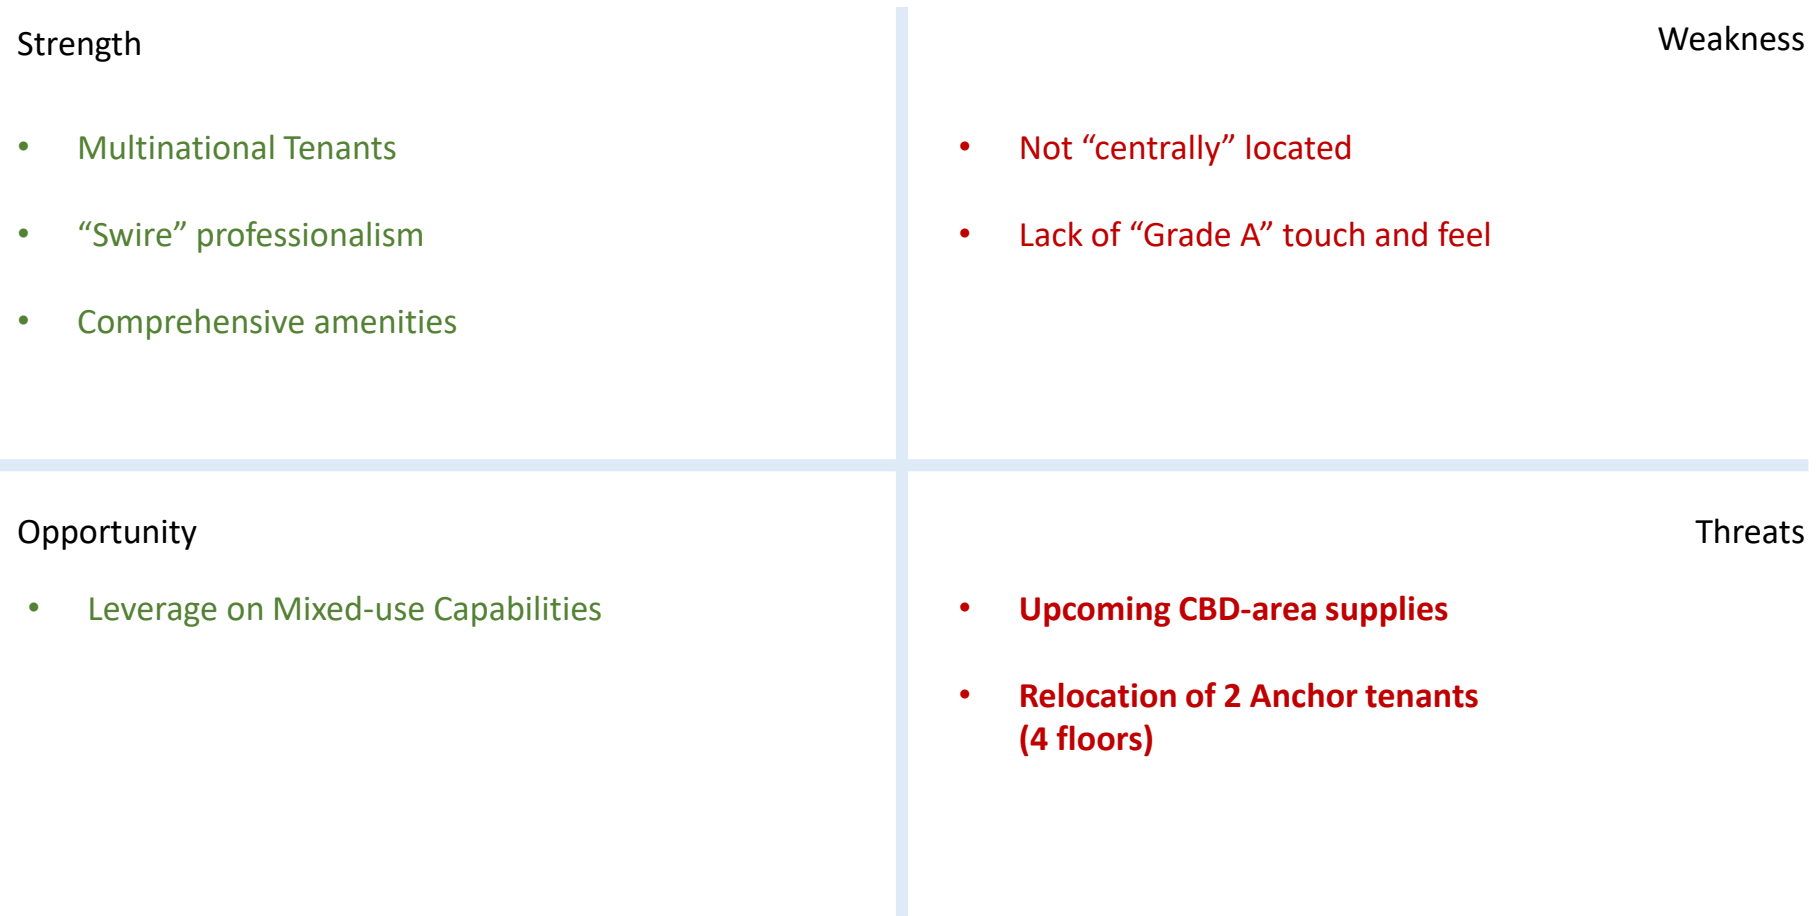 Strength
• Multinational Tenants
• “Swire” professionalism
• Comprehensive amenities
Weakness
• Not “centrally” located
• Lack of “Grade A” touch and feel
Opportunity
• Leverage on Mixed-use Capabilities
Threats
• Upcoming CBD-area supplies
• Relocation of 2 Anchor tenants
(4 floors)